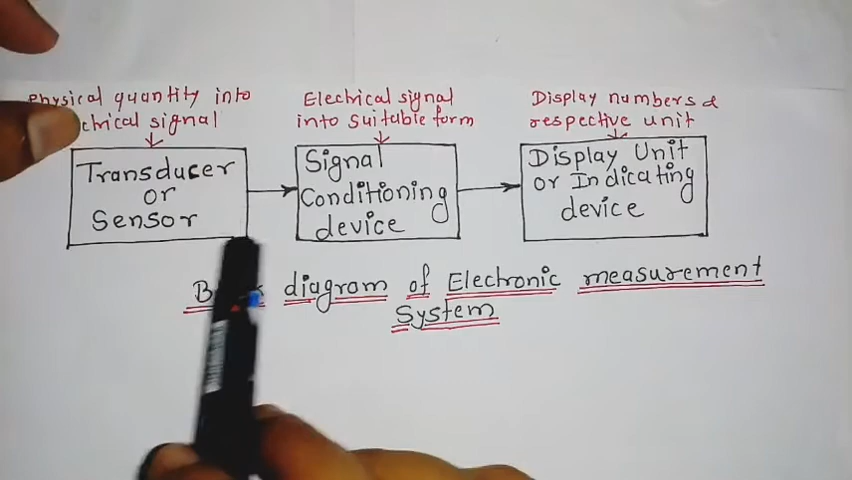 Physical quantity into
signal
Electrical signal
into suitable form
Display numbers &
respective unit
Transducer
or
Sensor
Signal
Conditioning
device
Display Unit
or Indicating
device
diagram of Electronic measurement
System